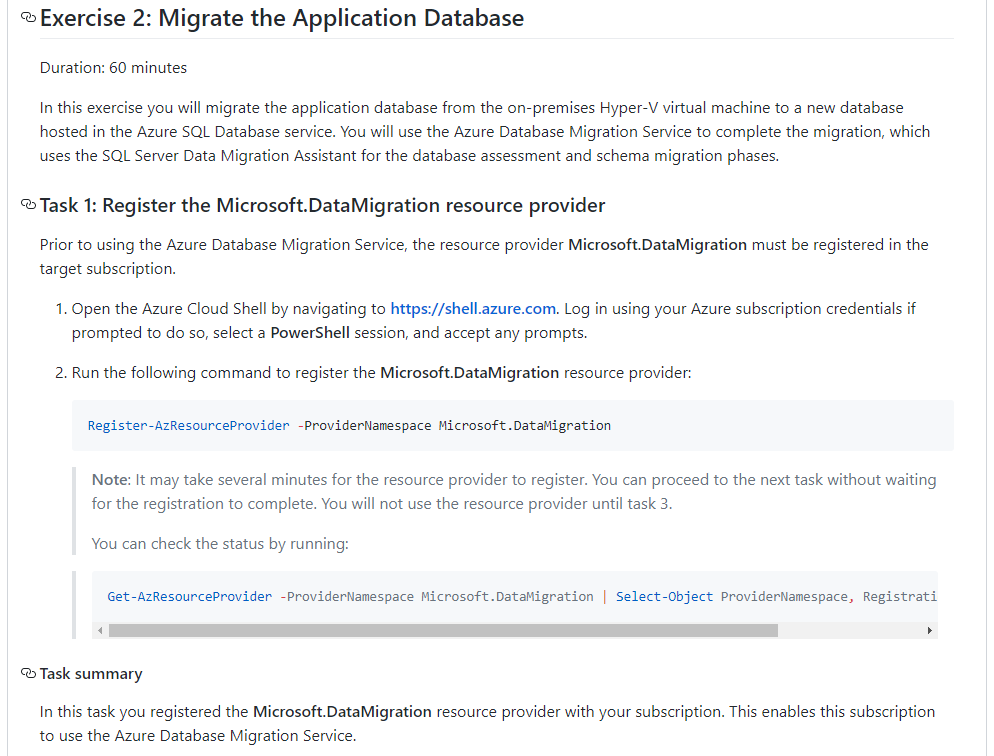 Exercise 2: Migrate the Application Database
Duration: 60 minutes
In this exercise you will migrate the application database from the on-premises Hyper-V virtual machine to a new database
hosted in the Azure SQL Database service. You will use the Azure Database Migration Service to complete the migration, which
uses the SQL Server Data Migration Assistant for the database assessment and schema migration phases.
Task 1: Register the Microsoft.DataMigration resource provider
Prior to using the Azure Database Migration Service, the resource provider Microsoft.DataMigration must be registered in the
target subscription.
1. Open the Azure Cloud Shell by navigating to https://shell.azure.com. Log in using your Azure subscription credentials if
prompted to do so, select a PowerShell session, and accept any prompts.
2. Run the following command to register the Microsoft.DataMigration resource provider:
Register-AzResourceProvider -ProviderNamespace Microsoft.DataMigration
Note: It may take several minutes for the resource provider to register. You can proceed to the next task without waiting
for the registration to complete. You will not use the resource provider until task 3.
You can check the status by running:
Get-AzResourceProvider -ProviderNamespace Microsoft.DataMigration | Select-Object ProviderNamespace, Registrati
Task summary
In this task you registered the Microsoft.DataMigration resource provider with your subscription. This enables this subscription
to use the Azure Database Migration Service.